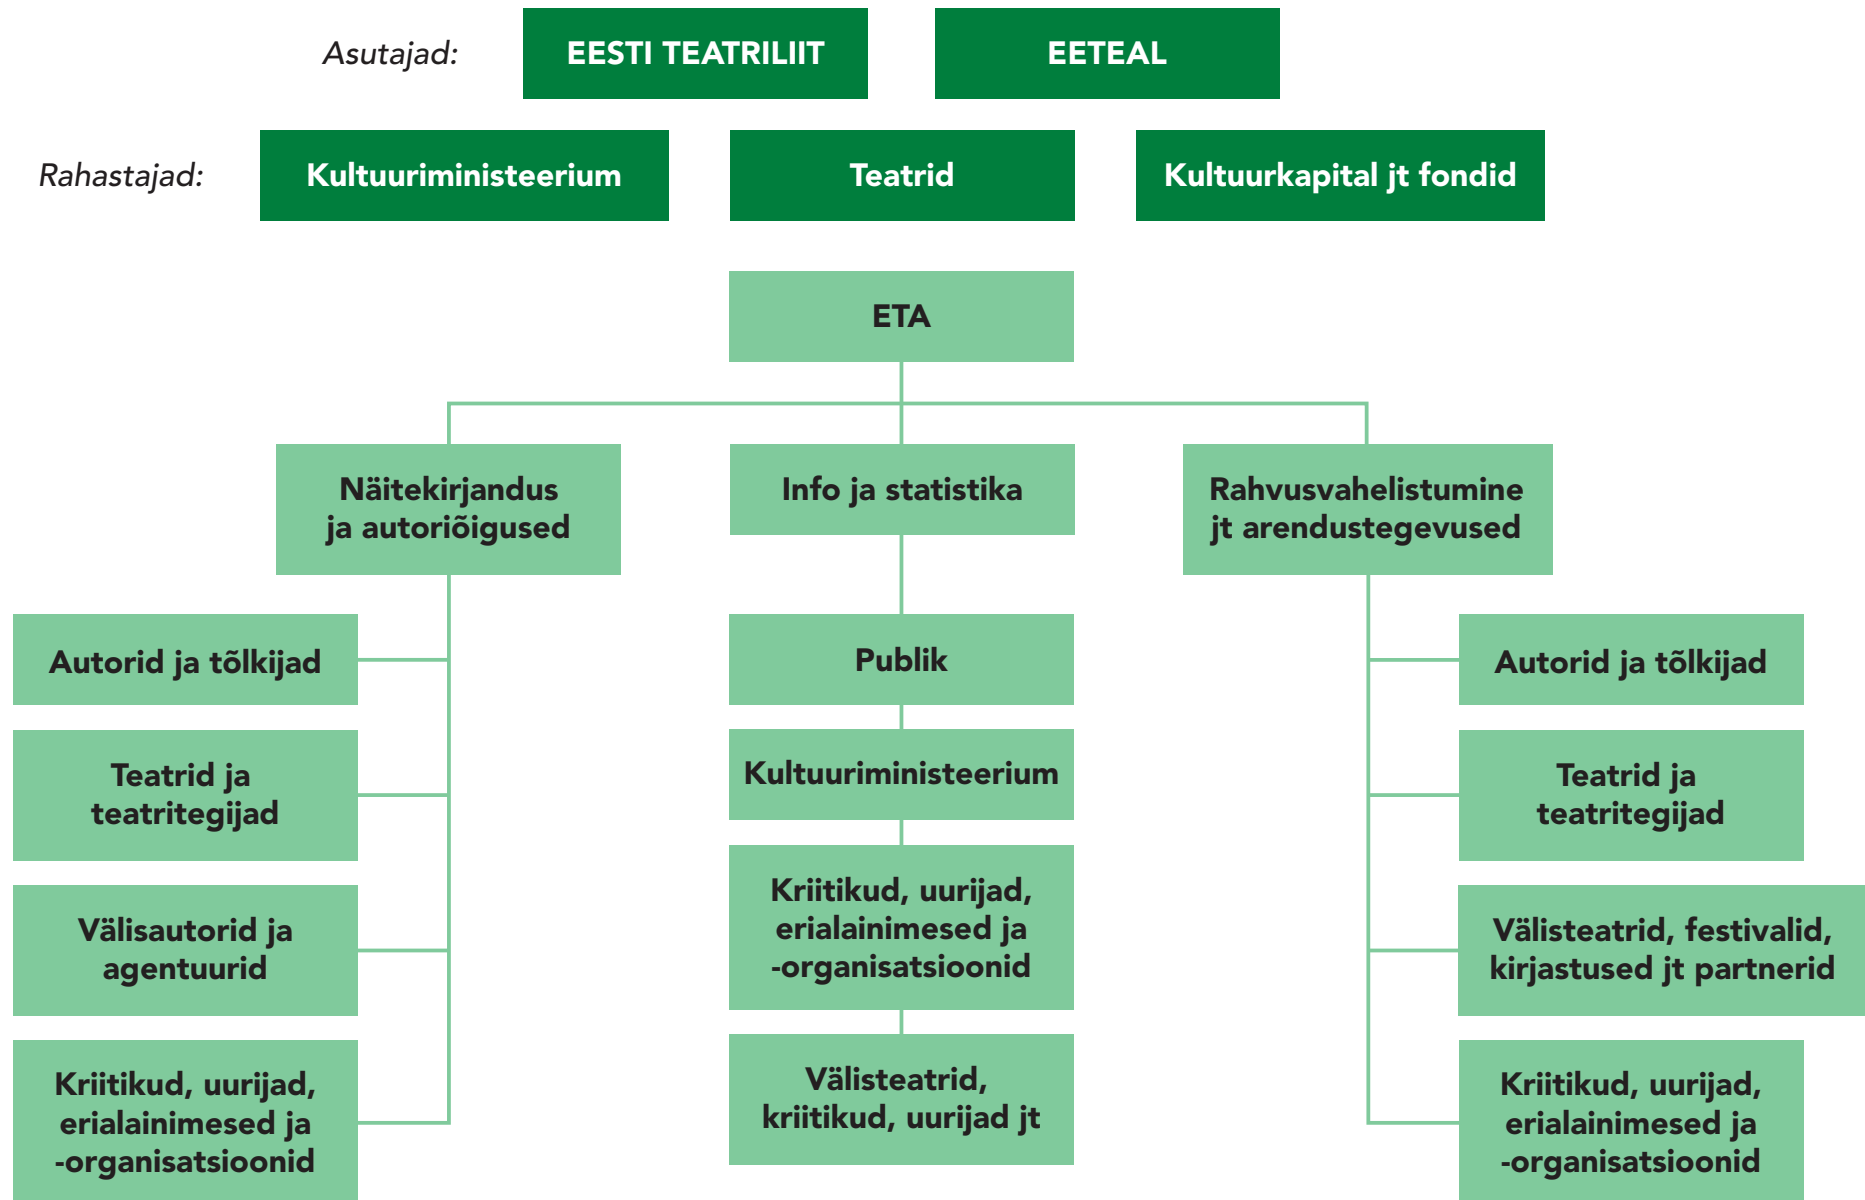 Asutajad:
EESTI TEATRILIIT
EETEAL
Rahastajad:
Kultuuriministeerium
Teatrid
Kultuurkapital jt fondid
ETA
Näitekirjandus
ja autoriõigused
Info ja statistika
Rahvusvahelistumine
jt arendustegevused
Autorid ja tõlkijad
Teatrid ja
teatritegijad
Välisautorid ja
agentuurid
Kriitikud, uurijad,
erialainimesed ja
-organisatsioonid
Publik
Kultuuriministeerium
Kriitikud, uurijad,
erialainimesed ja
-organisatsioonid
Välisteatrid,
kriitikud, uurijad jt
Autorid ja tõlkijad
Teatrid ja
teatritegijad
Välisteatrid, festivalid,
kirjastused jt partnerid
Kriitikud, uurijad,
erialainimesed ja
-organisatsioonid